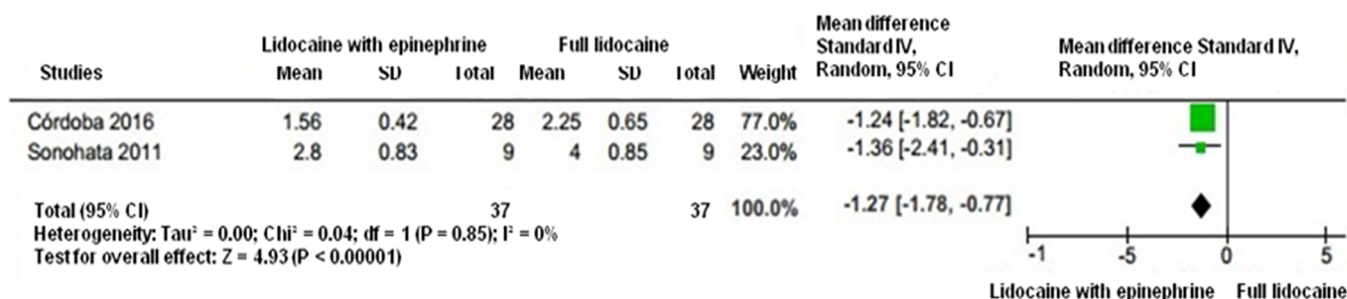 Mean difference
Lidocaine with epinephrine Full lidocaine Standard IV, Mean difference Standard IV,
Studies Mean SD Total Mean SD Total Weight Random, 95% CI Random, 95% CI
Córdoba 2016 1.56 0.42 28 2.25 0.65 28 77.0% -1.24 [-1.82, -0.67]
Sonohata 2011 2.8 0.83 9 4 0.85 9 23.0% -1.36 [-2.41, -0.31]
Total (95% CI) 37 37 100.0% -1.27 [-1.78, -0.77]
Heterogeneity: Tau² = 0.00; Chi² = 0.04; df = 1 (P = 0.85); I² = 0%
Test for overall effect: Z = 4.93 (P < 0.00001)
-1 -5 0 5
Lidocaine with epinephrine Full lidocaine